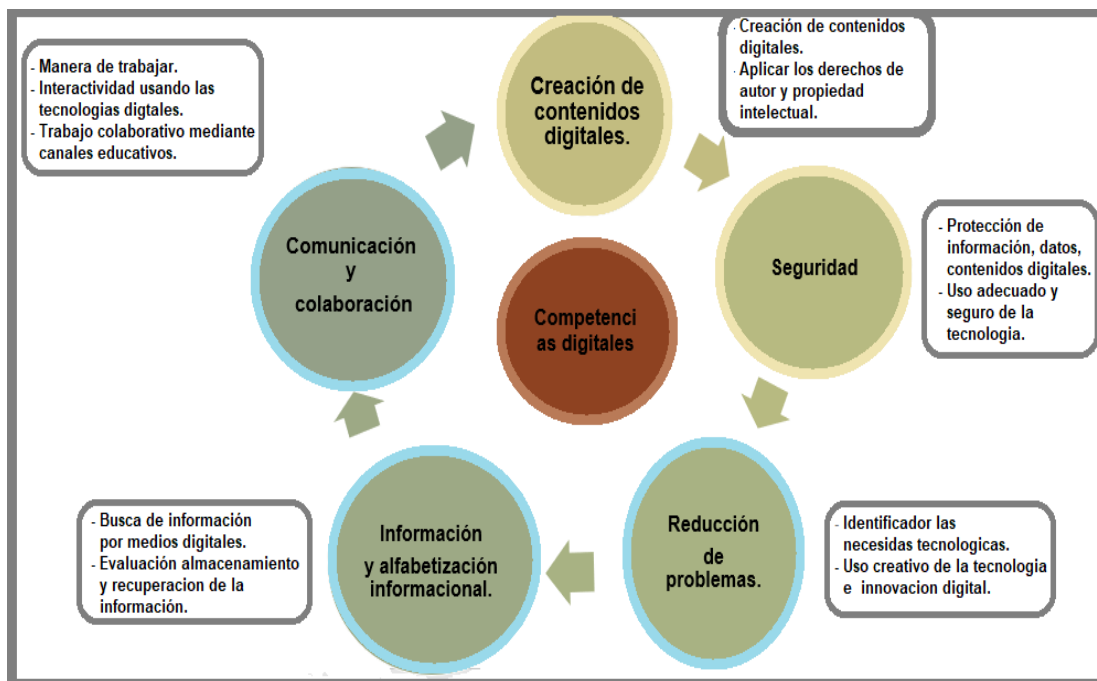 - Manera de trabajar.
- Interactividad usando las
tecnologias digtales.
- Trabajo colaborativo mediante
canales educativos.
Creación de
contenidos
digitales.
- Creación de contenidos
digitales.
- Aplicar los derechos de
autor y propiedad
intelectual.
Comunicación
y
colaboración
Competenci
as digitales
Seguridad
- Protección de
información, datos,
contenidos digitales.
- Uso adecuado y
seguro de la
tecnologia.
- Busca de información
por medios digitales.
- Evaluación almacenamiento
y recuperacion de la
información.
Información
y alfabetización
informacional.
Reducción
de
problemas.
- Identificador las
necesidas tecnologicas.
- Uso creativo de la tecnologia
e innovacion digital.